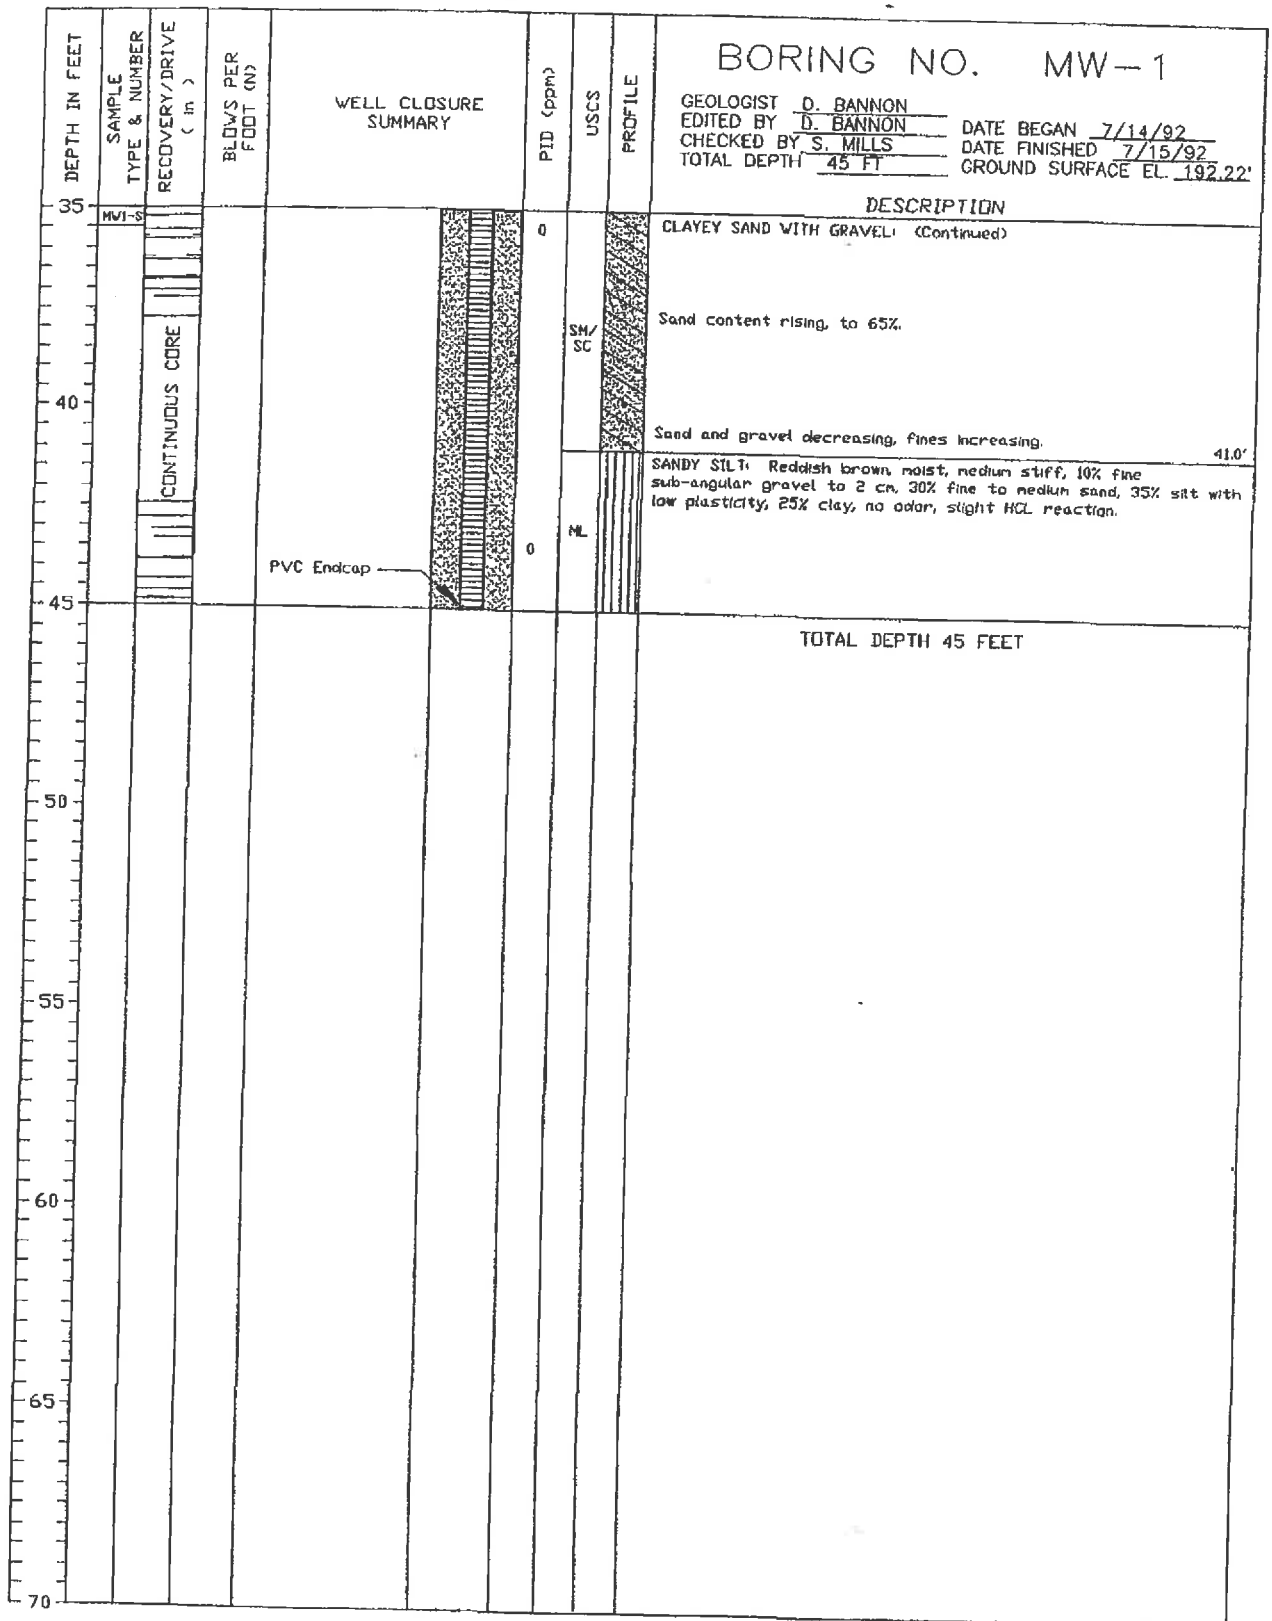 DEPTH IN FEET
SAMPLE
TYPE & NUMBER
RECOVERY/DRIVE
( in )
BLOWS PER
FOOT (N)
WELL CLOSURE
SUMMARY
PID (ppm)
USCS
PROFILE
BORING NO. MW-1
GEOLOGIST D. BANNON
EDITED BY D. BANNON
CHECKED BY S. MILLS
TOTAL DEPTH 45 FT
DATE BEGAN 7/14/92
DATE FINISHED 7/15/92
GROUND SURFACE EL. 192.22'
DESCRIPTION
35
MW1-S
0
CLAYEY SAND WITH GRAVEL: (Continued)
Sand content rising, to 65%.
SM/
SC
CONTINUOUS CORE
40
Sand and gravel decreasing, fines increasing.
41.0'
SANDY SILT: Reddish brown, moist, medium stiff, 10% fine
sub-angular gravel to 2 cm, 30% fine to medium sand, 35% silt with
low plasticity, 25% clay, no odor, slight HCL reaction.
ML
0
PVC Endcap
45
TOTAL DEPTH 45 FEET
50
55
60
65
70